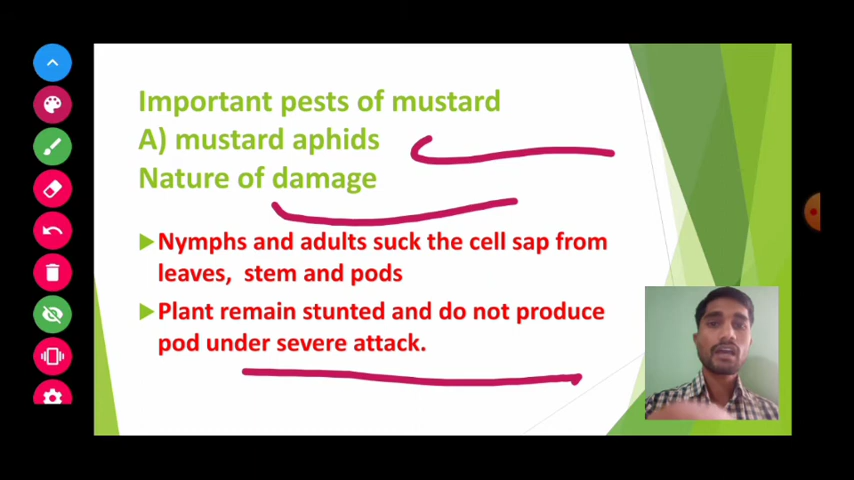 Important pests of mustard
A) mustard aphids
Nature of damage
Nymphs and adults suck the cell sap from
leaves, stem and pods
Plant remain stunted and do not produce
pod under severe attack.